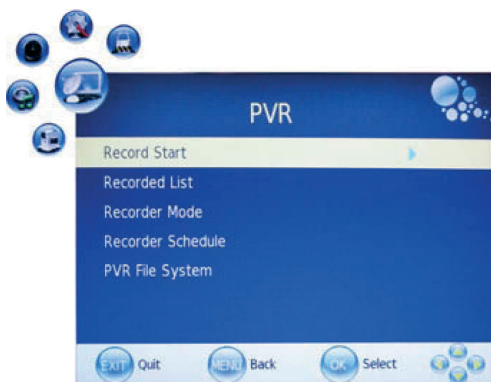 PVR
Record Start
Recorded List
Recorder Mode
Recorder Schedule
PVR File System
EXIT Quit MENU Back OK Select